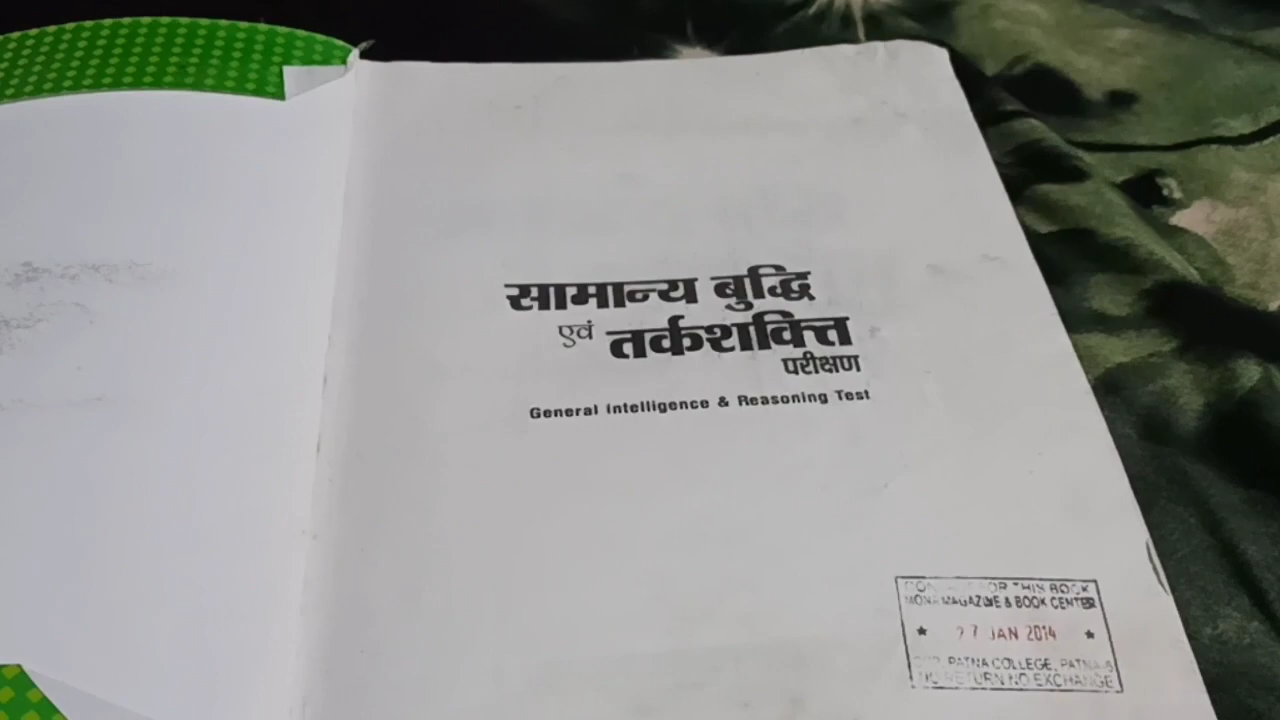 सामान्य बुद्धि
एवं तर्कशक्ति
परीक्षण
General Intelligence & Reasoning Test
FOR THIS BOOK
MONA MAGAZINE & BOOK CENTER
★ 27 JAN 2014 ★
PATNA COLLEGE, PATNA-
NO RETURN NO EXCHANGE